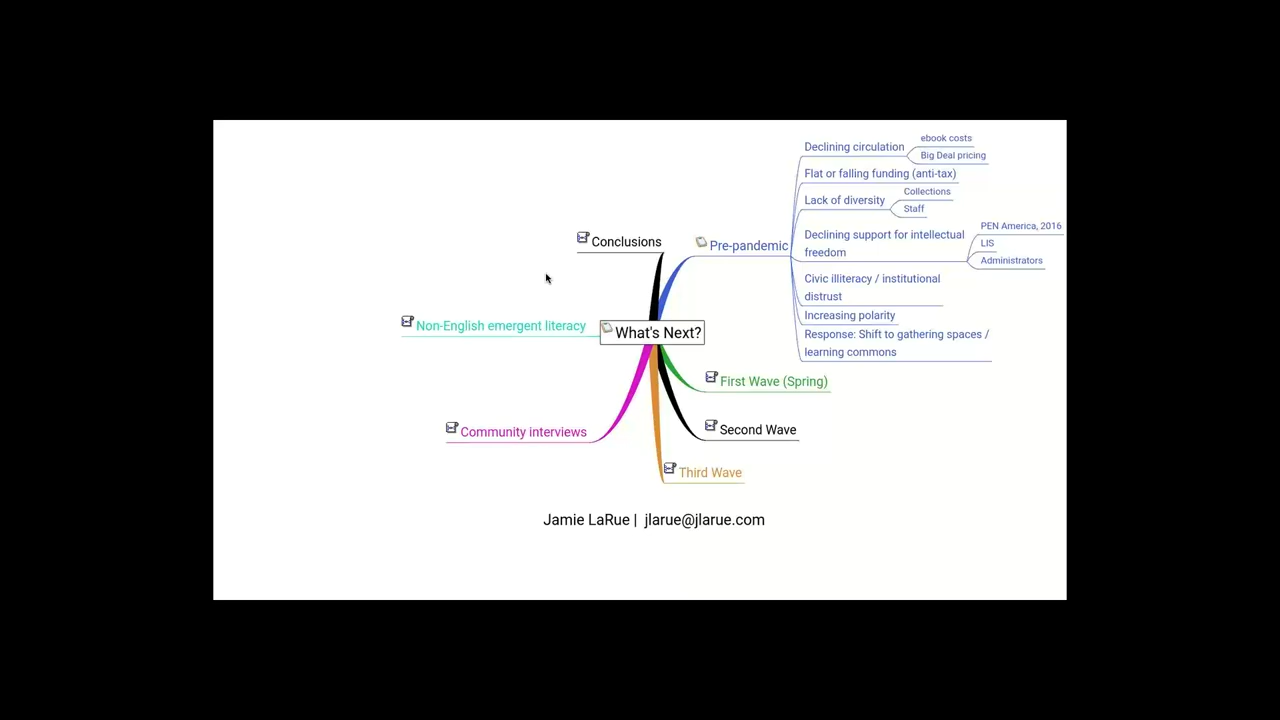 What's Next?
Pre-pandemic
Declining circulation
ebook costs
Big Deal pricing
Flat or falling funding (anti-tax)
Lack of diversity
Collections
Staff
Declining support for intellectual
freedom
PEN America, 2016
LIS
Administrators
Civic illiteracy / institutional
distrust
Increasing polarity
Response: Shift to gathering spaces /
learning commons
First Wave (Spring)
Second Wave
Third Wave
Community interviews
Non-English emergent literacy
Conclusions
Jamie LaRue | jlarue@jlarue.com